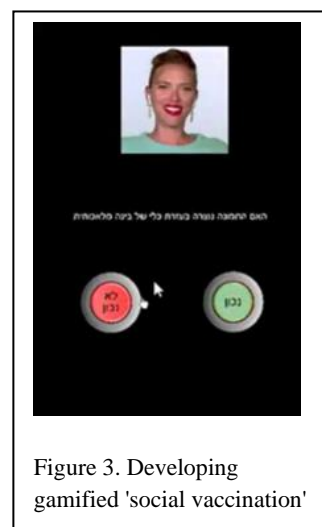 האם התמונה נוצרה בעזרת כלי של בינה מלאכותית
לא
נכון
נכון
Figure 3. Developing
gamified 'social vaccination'